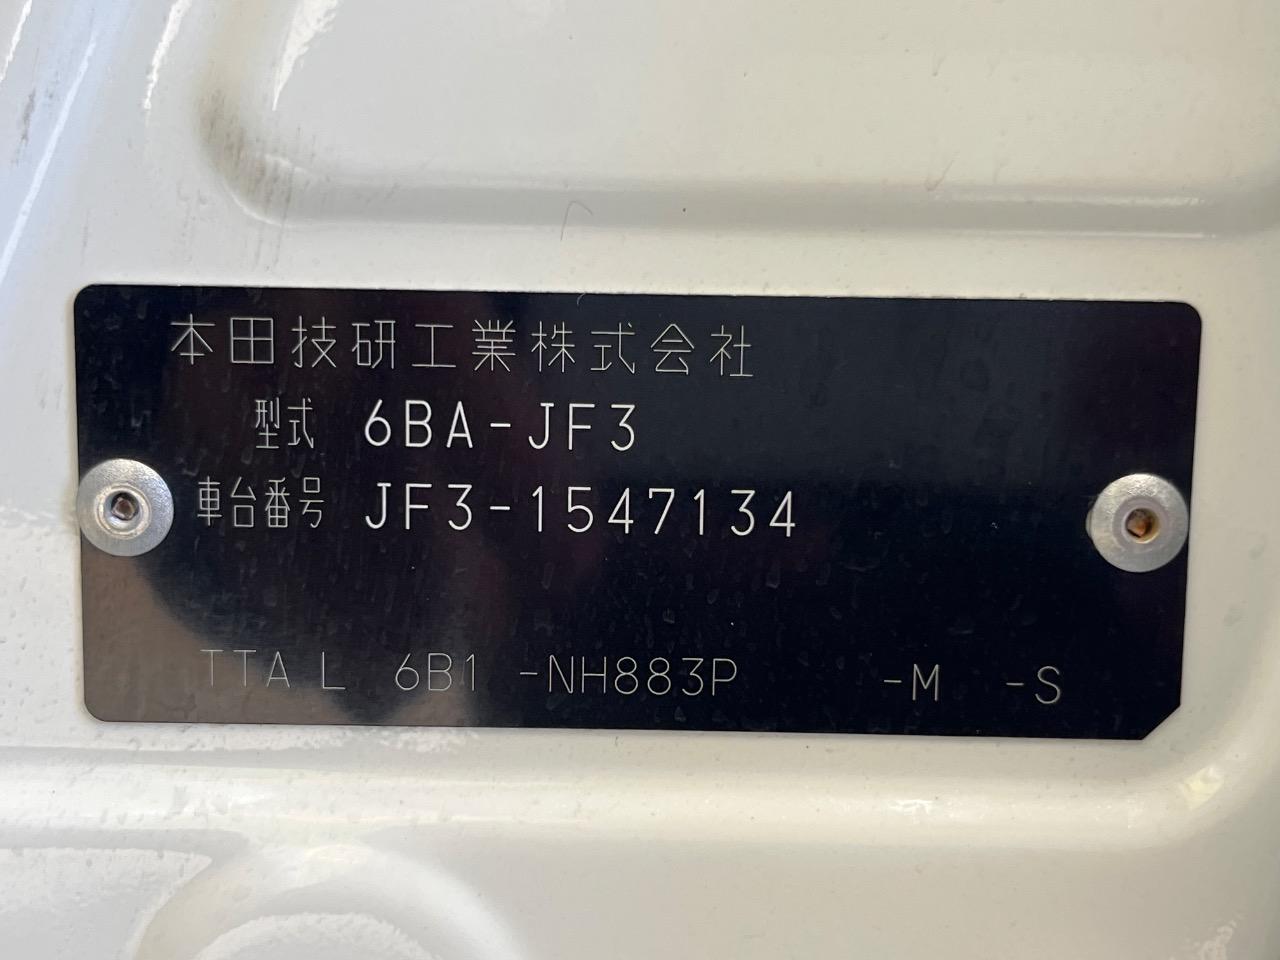 本田技研工業株式会社
型式 6BA-JF3
車台番号 JF3-1547134
TTA L 6B1 -NH883P -M -S